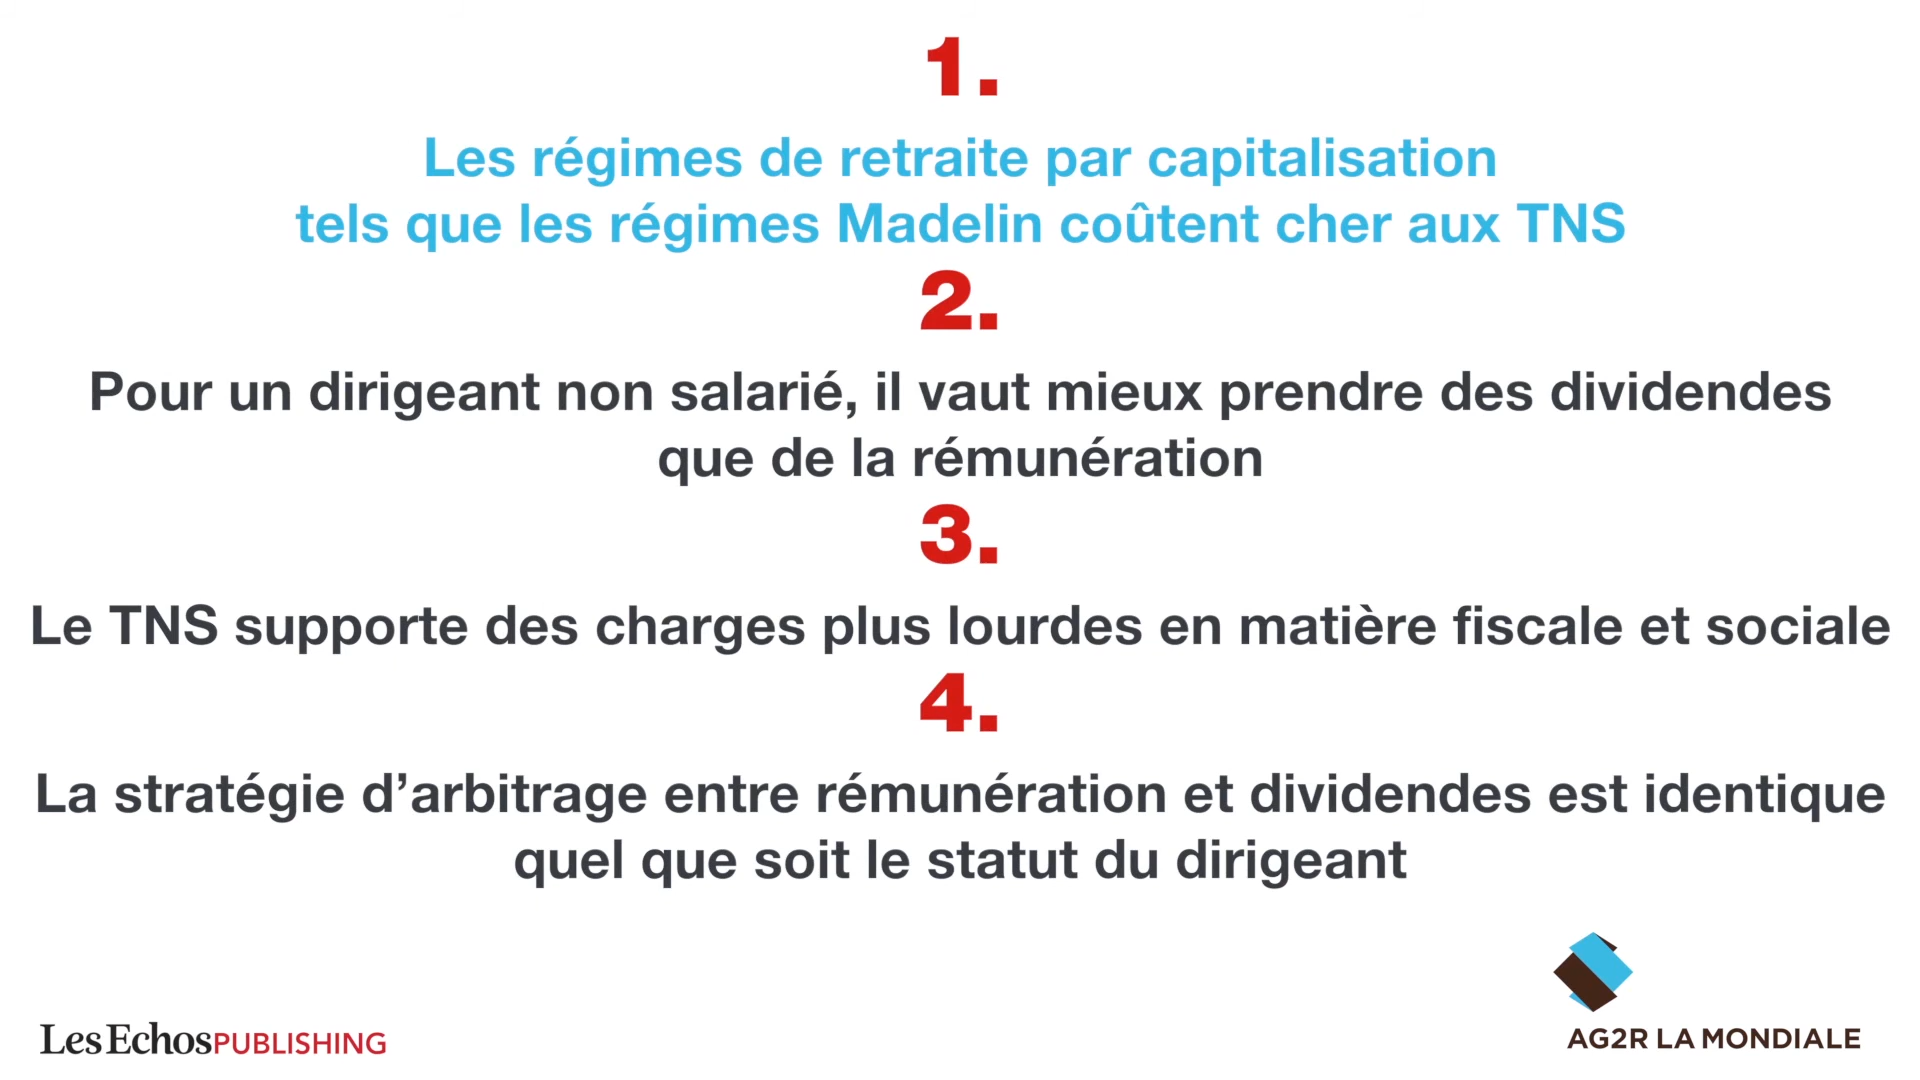 1.
Les régimes de retraite par capitalisation
tels que les régimes Madelin coûtent cher aux TNS
2.
Pour un dirigeant non salarié, il vaut mieux prendre des dividendes
que de la rémunération
3.
Le TNS supporte des charges plus lourdes en matière fiscale et sociale
4.
La stratégie d’arbitrage entre rémunération et dividendes est identique
quel que soit le statut du dirigeant
Les Echos PUBLISHING
AG2R LA MONDIALE